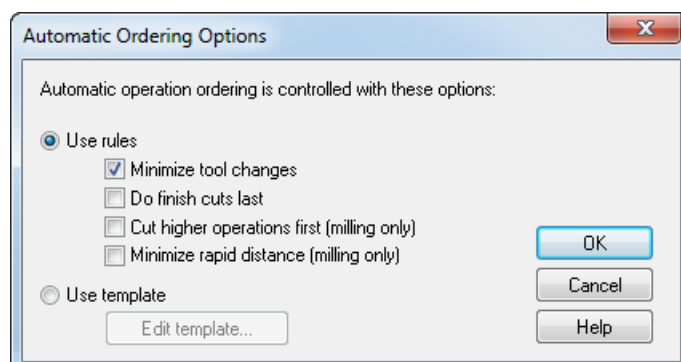 Automatic Ordering Options
Automatic operation ordering is controlled with these options:
Use rules
Minimize tool changes
Do finish cuts last
Cut higher operations first (milling only)
Minimize rapid distance (milling only)
OK
Use template
Cancel
Edit template...
Help